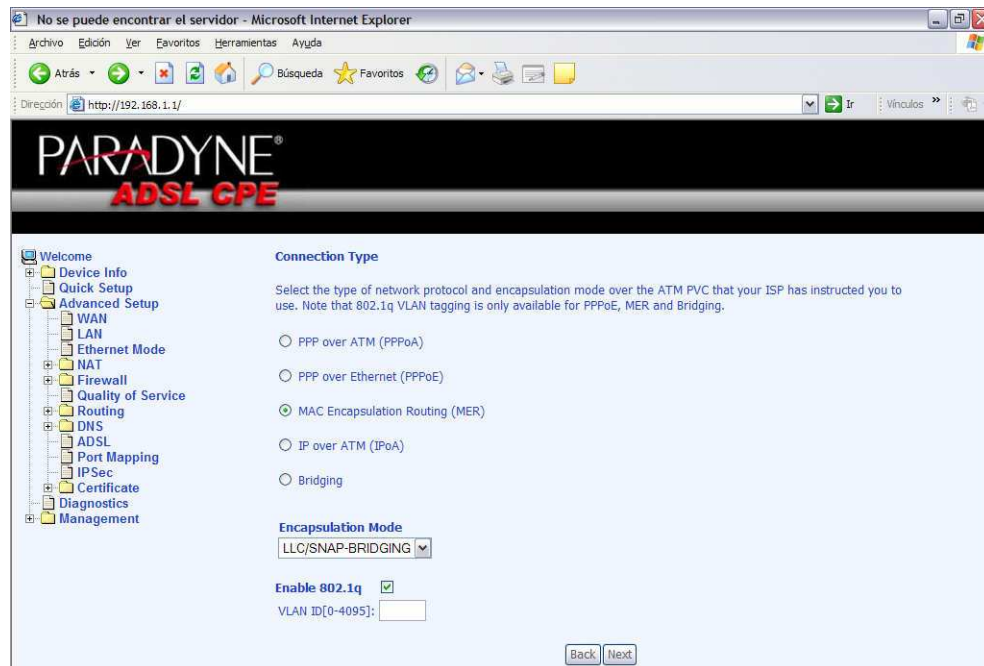 No se puede encontrar el servidor - Microsoft Internet Explorer
Archivo Edición Ver Favoritos Herramientas Ayuda
Atrás Búsqueda Favoritos
Dirección http://192.168.1.1/ Ir Vínculos »
PARADYNE®
ADSL CPE
Welcome
Device Info
Quick Setup
Advanced Setup
WAN
LAN
Ethernet Mode
NAT
Firewall
Quality of Service
Routing
DNS
ADSL
Port Mapping
IPSec
Certificate
Diagnostics
Management
Connection Type
Select the type of network protocol and encapsulation mode over the ATM PVC that your ISP has instructed you to
use. Note that 802.1q VLAN tagging is only available for PPPoE, MER and Bridging.
PPP over ATM (PPPoA)
PPP over Ethernet (PPPoE)
MAC Encapsulation Routing (MER)
IP over ATM (IPoA)
Bridging
Encapsulation Mode
LLC/SNAP-BRIDGING
Enable 802.1q
VLAN ID[0-4095]:
Back Next